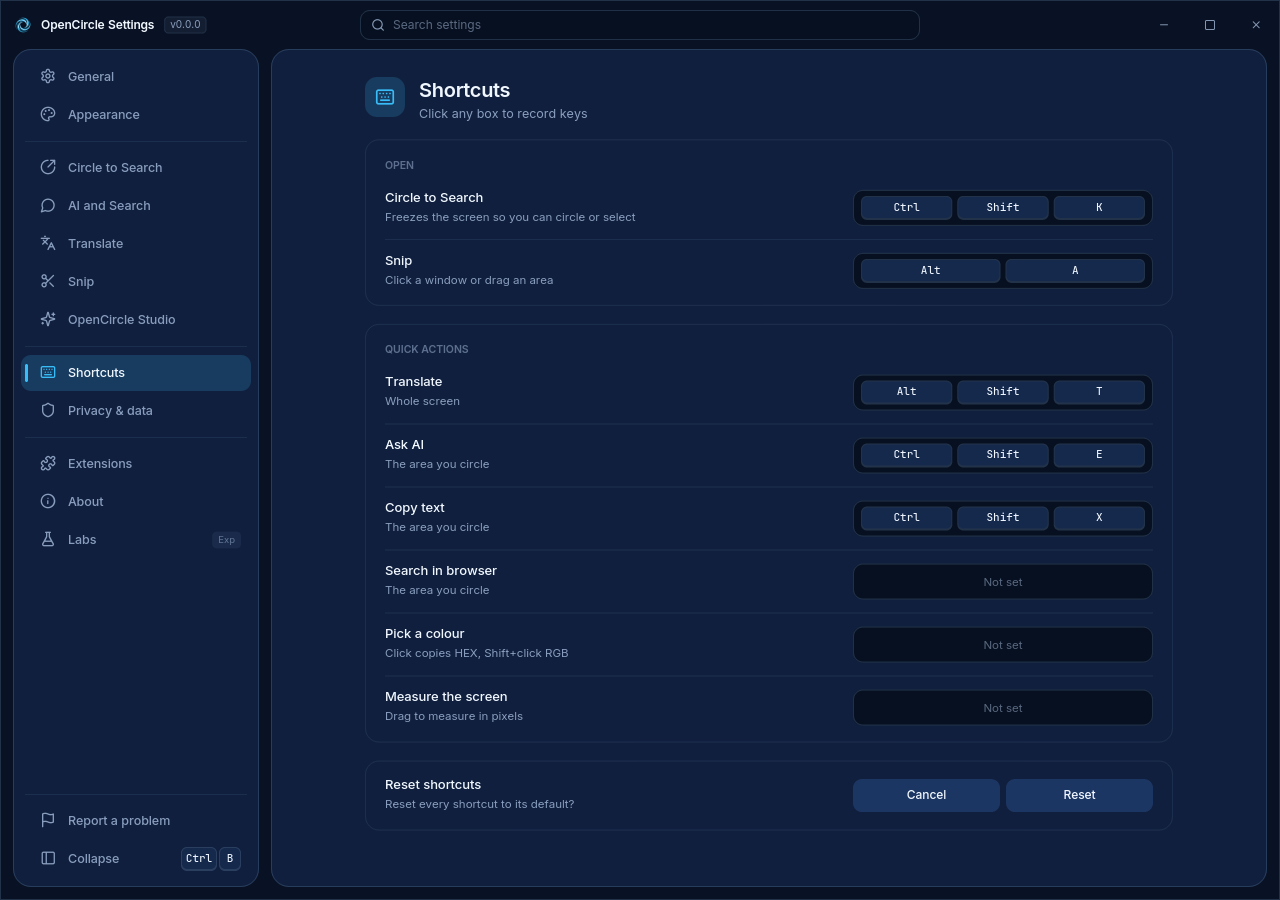 OpenCircle Settings v0.0.0
Search settings
General
Appearance
Circle to Search
AI and Search
Translate
Snip
OpenCircle Studio
Shortcuts
Privacy & data
Extensions
About
Labs Exp
Report a problem
Collapse Ctrl B
Shortcuts
Click any box to record keys
OPEN
Circle to Search
Freezes the screen so you can circle or select
Ctrl Shift K
Snip
Click a window or drag an area
Alt A
QUICK ACTIONS
Translate
Whole screen
Alt Shift T
Ask AI
The area you circle
Ctrl Shift E
Copy text
The area you circle
Ctrl Shift X
Search in browser
The area you circle
Not set
Pick a colour
Click copies HEX, Shift+click RGB
Not set
Measure the screen
Drag to measure in pixels
Not set
Reset shortcuts
Reset every shortcut to its default?
Cancel Reset